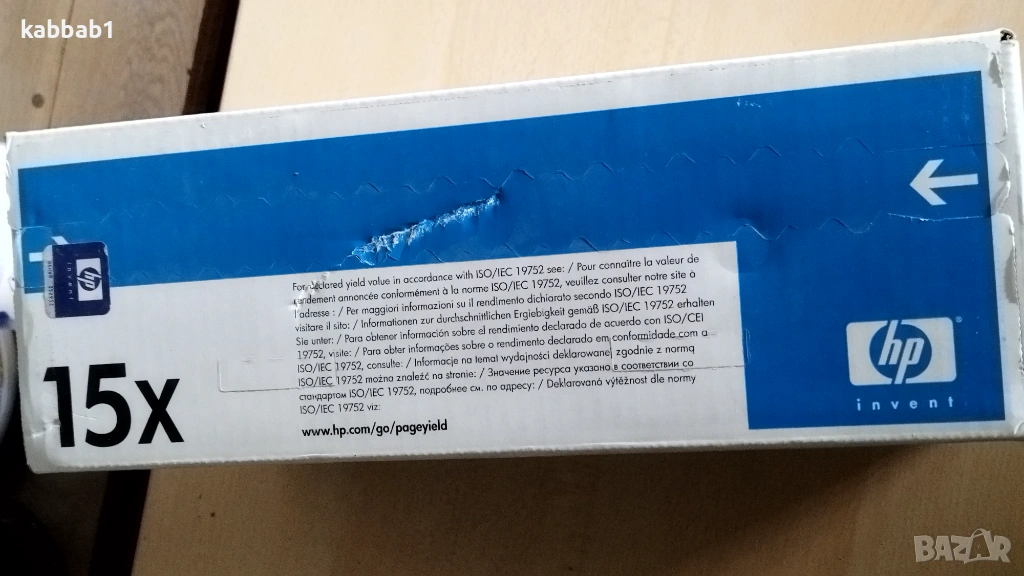 kabbab1
hp
invent
For declared yield value in accordance with ISO/IEC 19752 see: / Pour connaître la valeur de
rendement annoncée conformément à la norme ISO/IEC 19752, veuillez consulter notre site à
l'adresse : / Per maggiori informazioni su il rendimento dichiarato secondo ISO/IEC 19752
visitare il sito: / Informationen zur durchschnittlichen Ergiebigkeit gemäß ISO/IEC 19752 erhalten
Sie unter: / Para obtener información sobre el rendimiento declarado de acuerdo con ISO/CEI
19752, visite: / Para obter informações sobre o rendimento declarado em conformidade com a
ISO/IEC 19752, consulte: / Informacje na temat wydajności deklarowanej zgodnie z normą
ISO/IEC 19752 można znaleźć na stronie: / Значение ресурса указано в соответствии со
стандартом ISO/IEC 19752, подробнее см. по адресу: / Deklarovaná výtěžnost dle normy
ISO/IEC 19752 viz:
www.hp.com/go/pageyield
15X
hp
®
invent
BAZAR